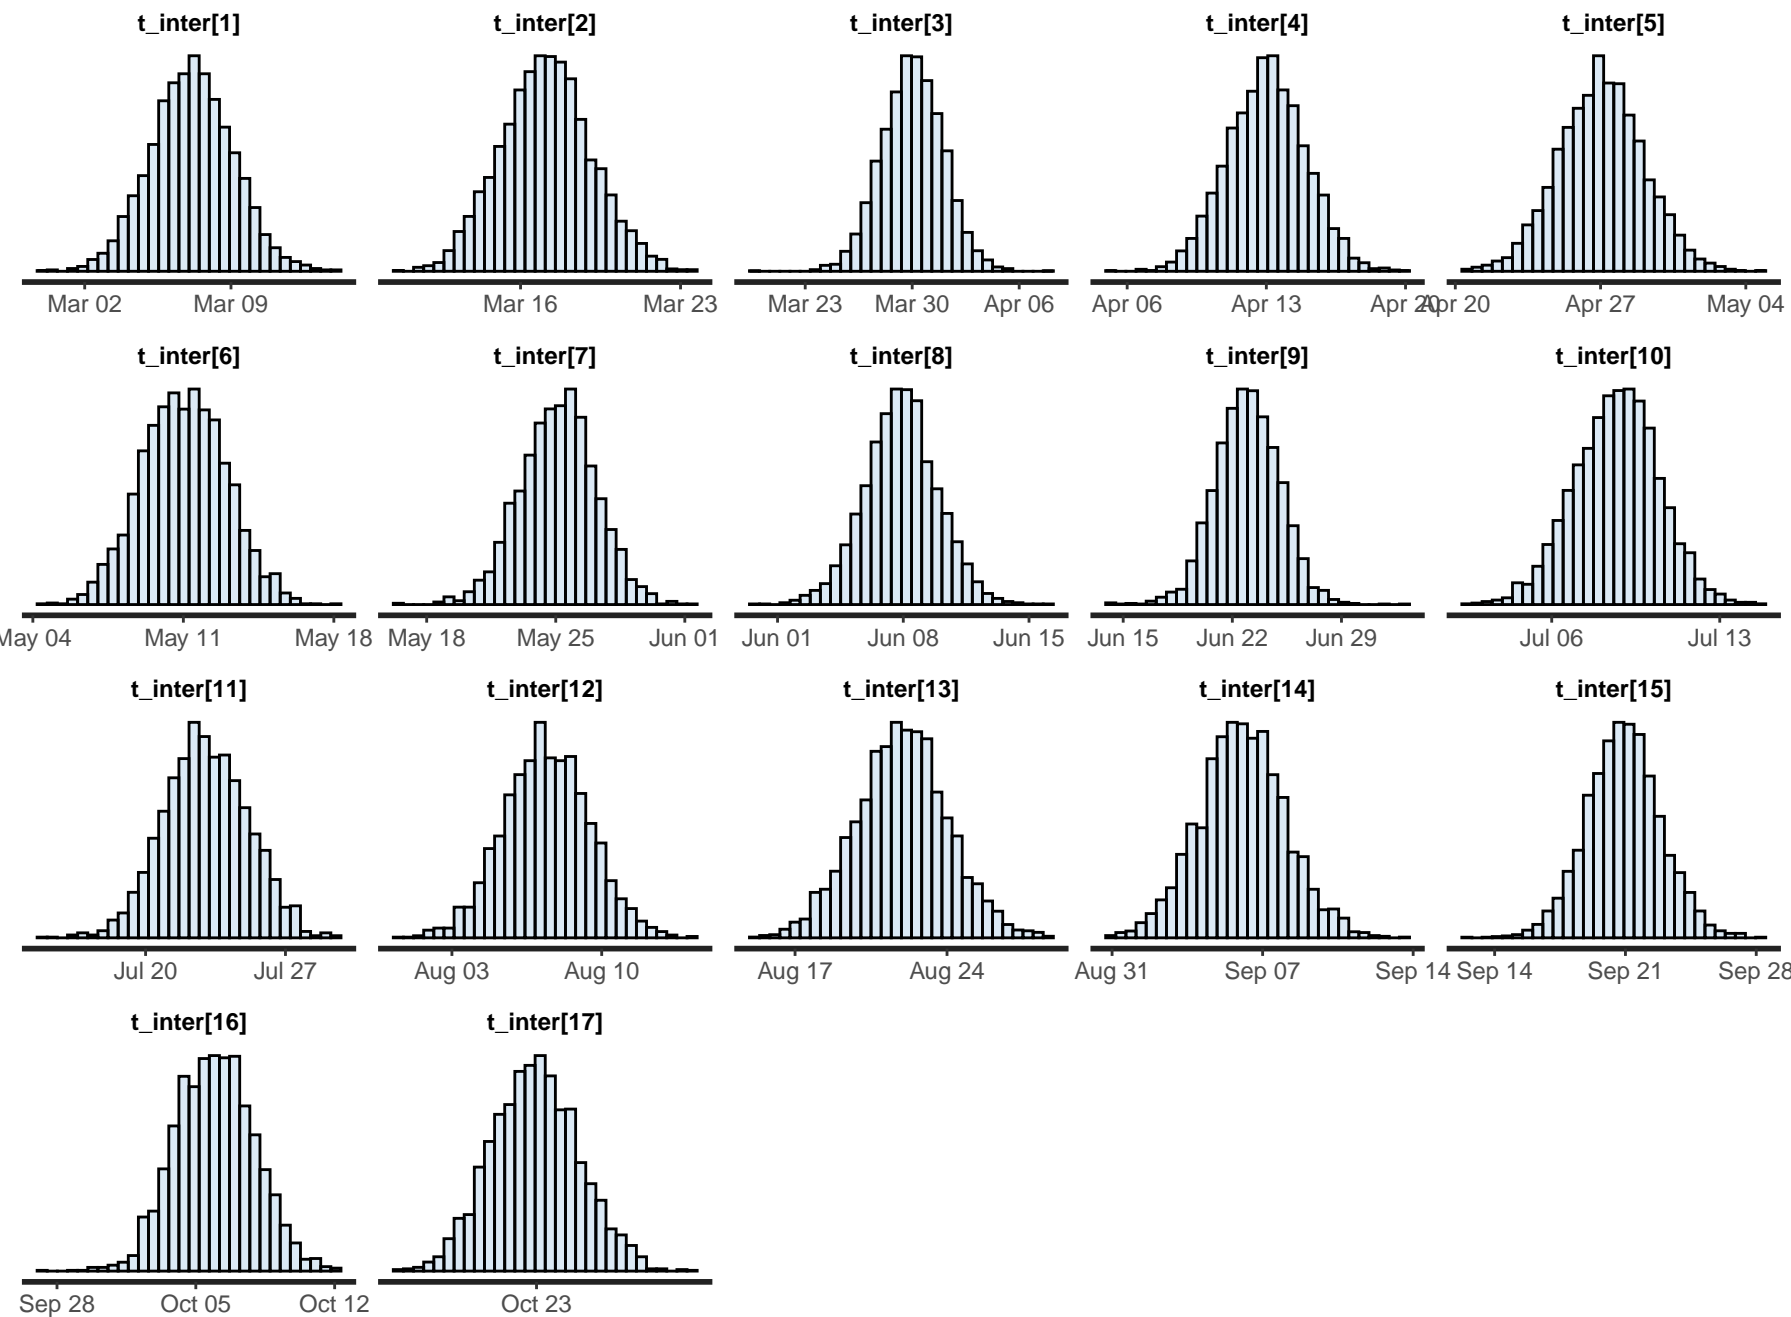 t_inter[1] t_inter[2] t_inter[3] t_inter[4] t_inter[5]
Mar 02 Mar 09 Mar 16 Mar 23 Mar 23 Mar 30 Apr 06 Apr 06 Apr 13 Apr 20 Apr 20 Apr 27 May 04
t_inter[6] t_inter[7] t_inter[8] t_inter[9] t_inter[10]
May 04 May 11 May 18 May 18 May 25 Jun 01 Jun 01 Jun 08 Jun 15 Jun 15 Jun 22 Jun 29 Jul 06 Jul 13
t_inter[11] t_inter[12] t_inter[13] t_inter[14] t_inter[15]
Jul 20 Jul 27 Aug 03 Aug 10 Aug 17 Aug 24 Aug 31 Sep 07 Sep 14 Sep 14 Sep 21 Sep 28
t_inter[16] t_inter[17]
Sep 28 Oct 05 Oct 12 Oct 23